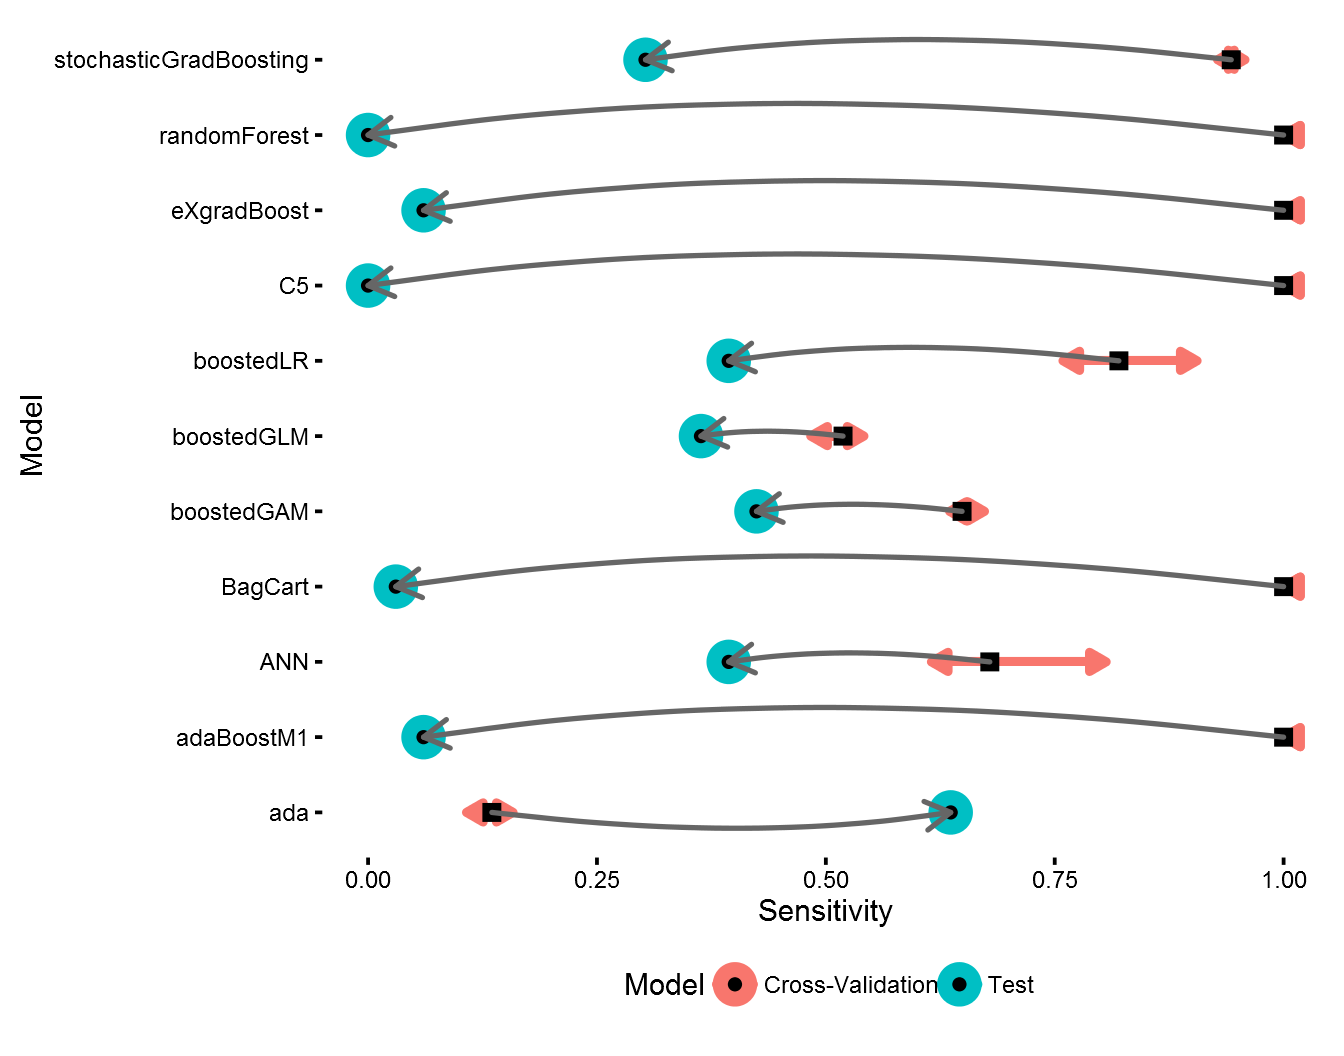 stochasticGradBoosting
randomForest
eXgradBoost
C5
boostedLR
boostedGLM
boostedGAM
BagCart
ANN
adaBoostM1
ada
Model
0.00 0.25 0.50 0.75 1.00
Sensitivity
Model Cross-Validation Test